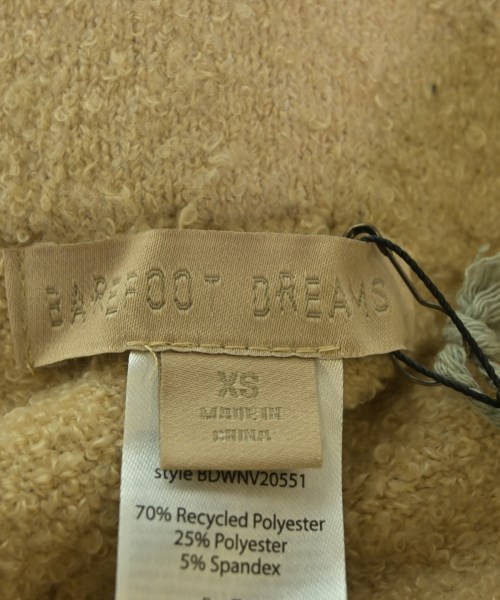 BAREFOOT DREAMS
XS
MADE IN
CHINA
style BDWNV20551
70% Recycled Polyester
25% Polyester
5% Spandex